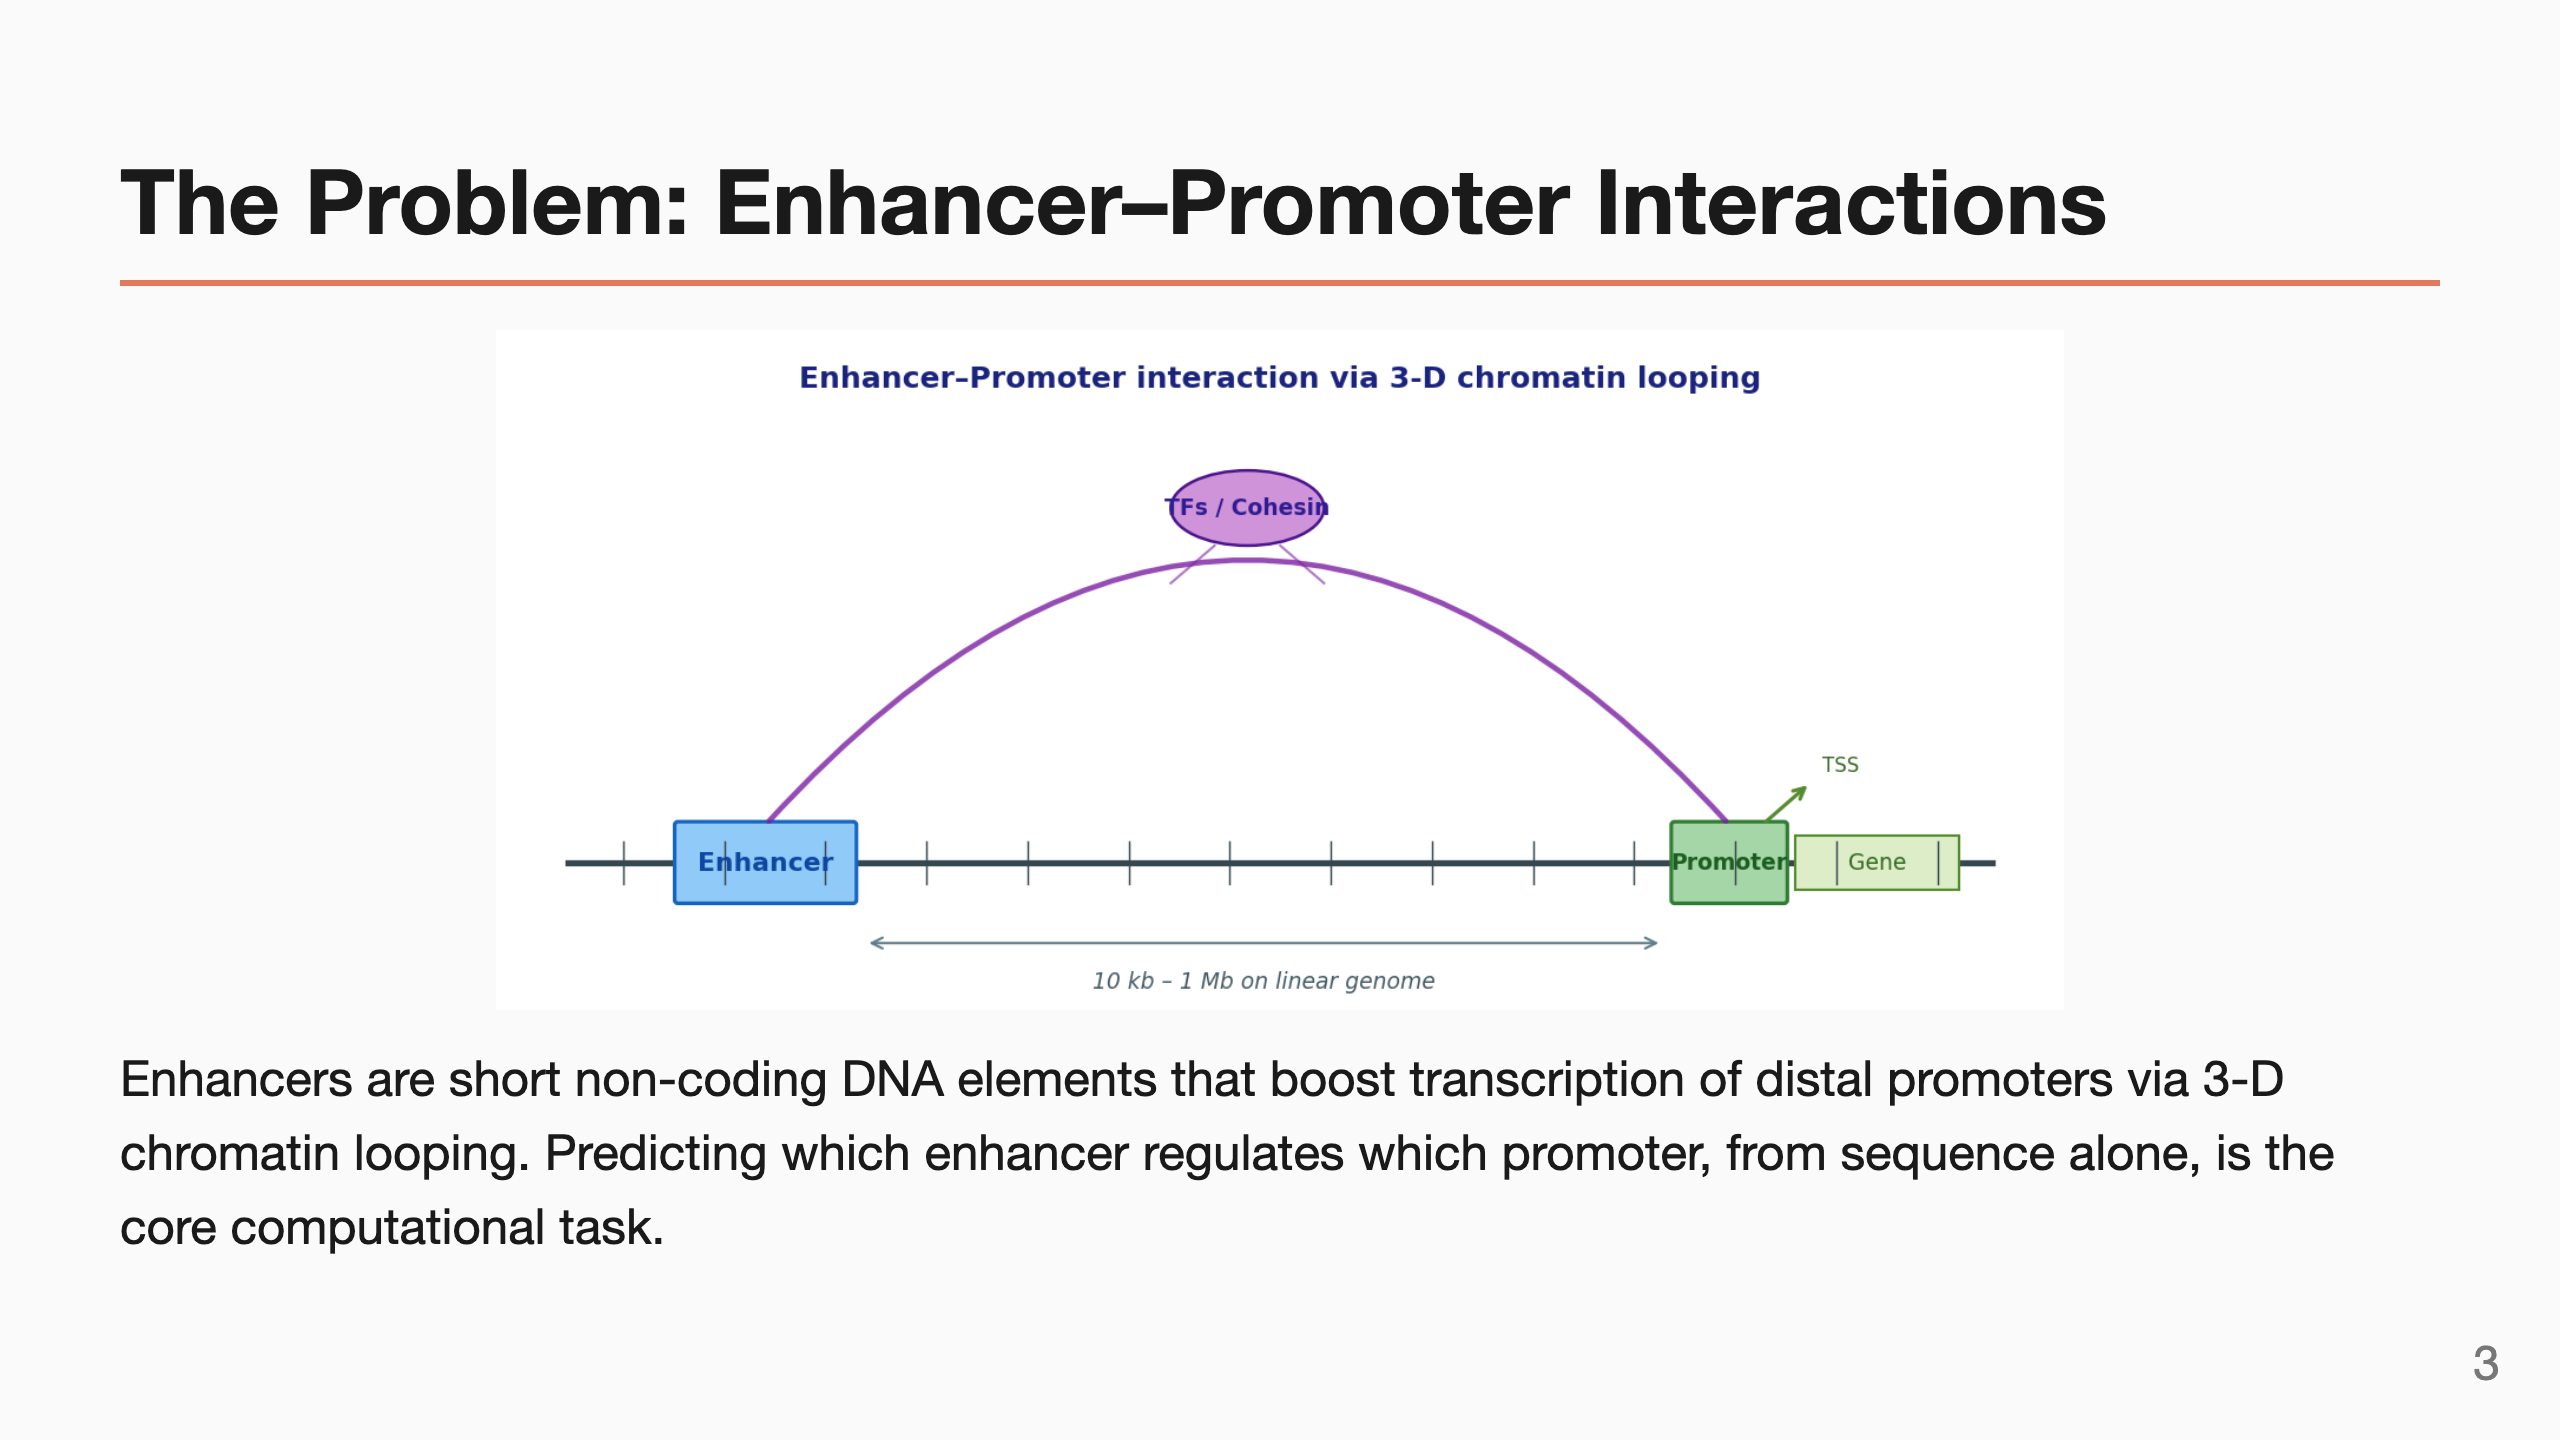 The Problem: Enhancer–Promoter Interactions
Enhancer–Promoter interaction via 3-D chromatin looping
TFs / Cohesin
TSS
Enhancer
Promoter
Gene
10 kb – 1 Mb on linear genome
Enhancers are short non-coding DNA elements that boost transcription of distal promoters via 3-D
chromatin looping. Predicting which enhancer regulates which promoter, from sequence alone, is the
core computational task.
3